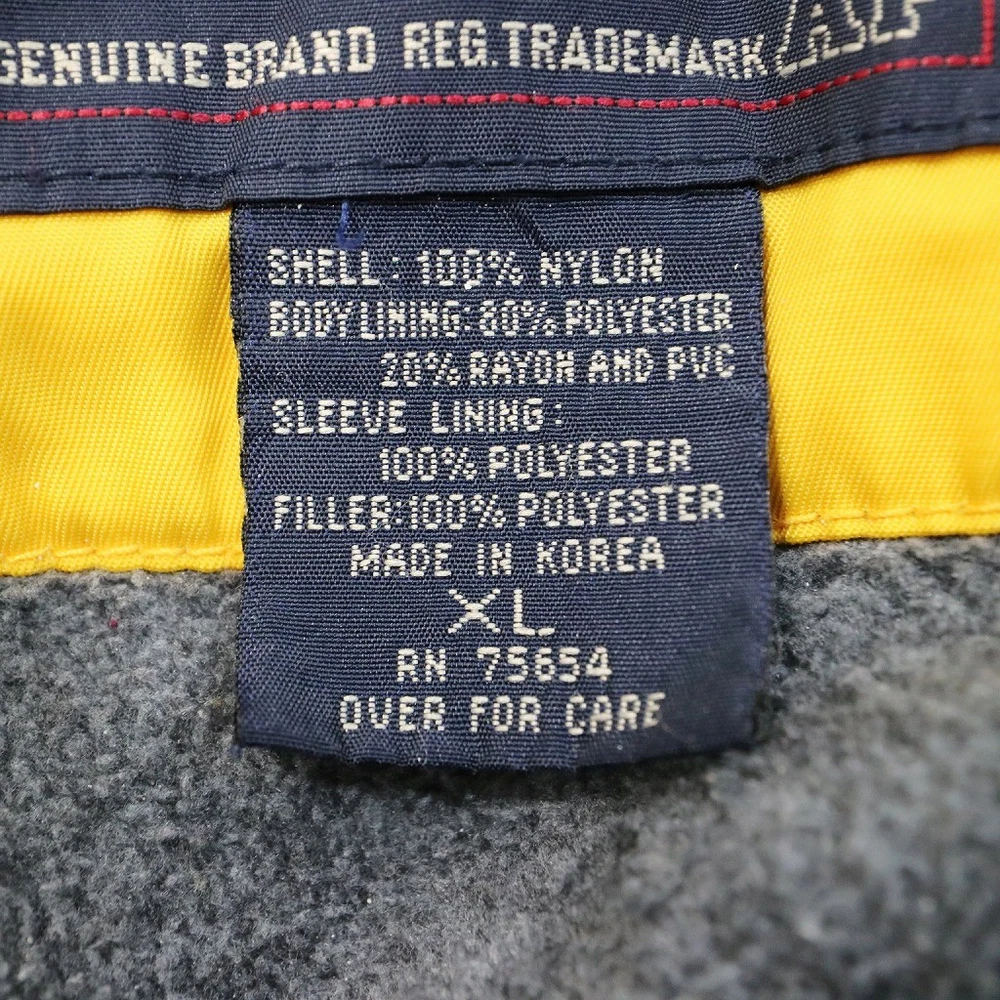 GENUINE BRAND REG. TRADEMARK
SHELL : 100% NYLON
BODY LINING: 80% POLYESTER
20% RAYON AND PVC
SLEEVE LINING :
100% POLYESTER
FILLER:100% POLYESTER
MADE IN KOREA
XL
RN 75654
OVER FOR CARE